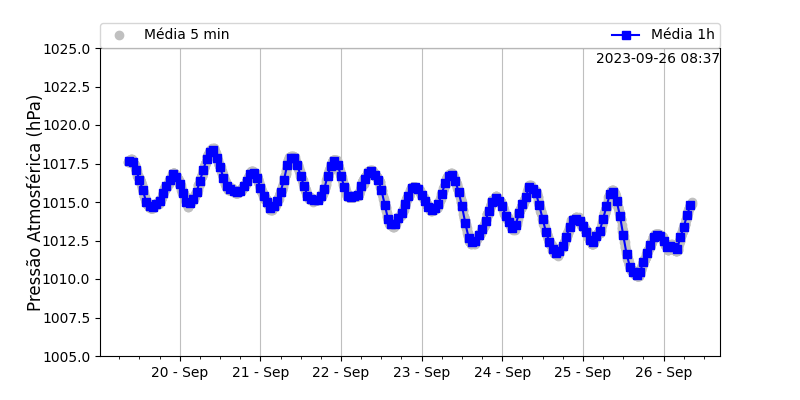 Média 5 min
Média 1h
2023-09-26 08:37
Pressão Atmosférica (hPa)
1025.0
1022.5
1020.0
1017.5
1015.0
1012.5
1010.0
1007.5
1005.0
20 - Sep
21 - Sep
22 - Sep
23 - Sep
24 - Sep
25 - Sep
26 - Sep